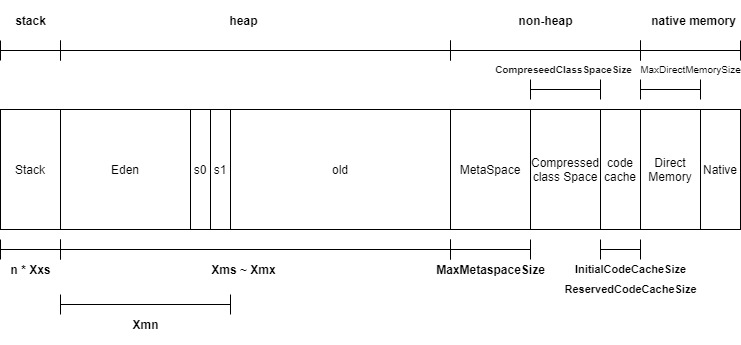 stack
heap
non-heap
native memory
CompreseedClassSpaceSize
MaxDirectMemorySize
Stack
Eden
s0
s1
old
MetaSpace
Compressed
class Space
code
cache
Direct
Memory
Native
n * Xxs
Xms ~ Xmx
MaxMetaspaceSize
InitialCodeCacheSize
ReservedCodeCacheSize
Xmn